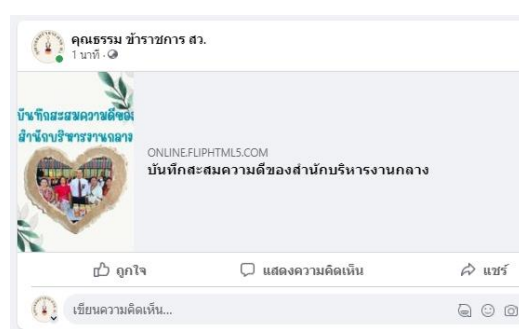 คุณธรรม ข้าราชการ สว.
1 นาที ·
บันทึกสะสมความดีของ
สำนักบริหารงานกลาง
ONLINE.FLIPHTML5.COM
บันทึกสะสมความดีของสำนักบริหารงานกลาง
ถูกใจ
แสดงความคิดเห็น
แชร์
เขียนความคิดเห็น...